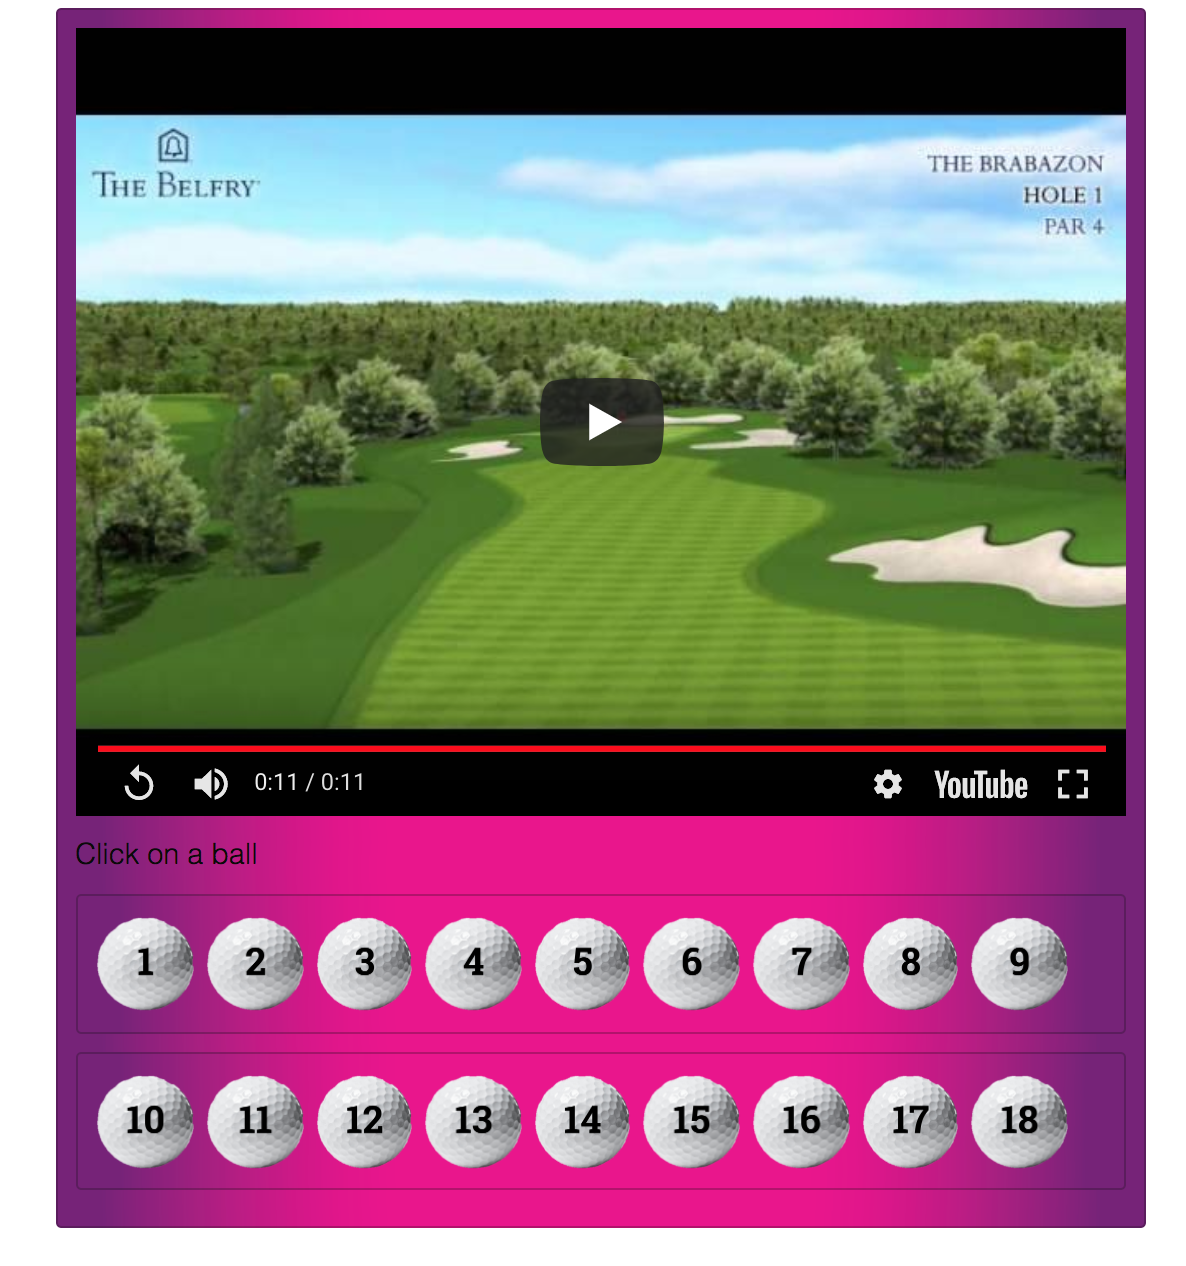 THE BELFRY
THE BRABAZON
HOLE 1
PAR 4
0:11 / 0:11
YouTube
Click on a ball
1 2 3 4 5 6 7 8 9
10 11 12 13 14 15 16 17 18